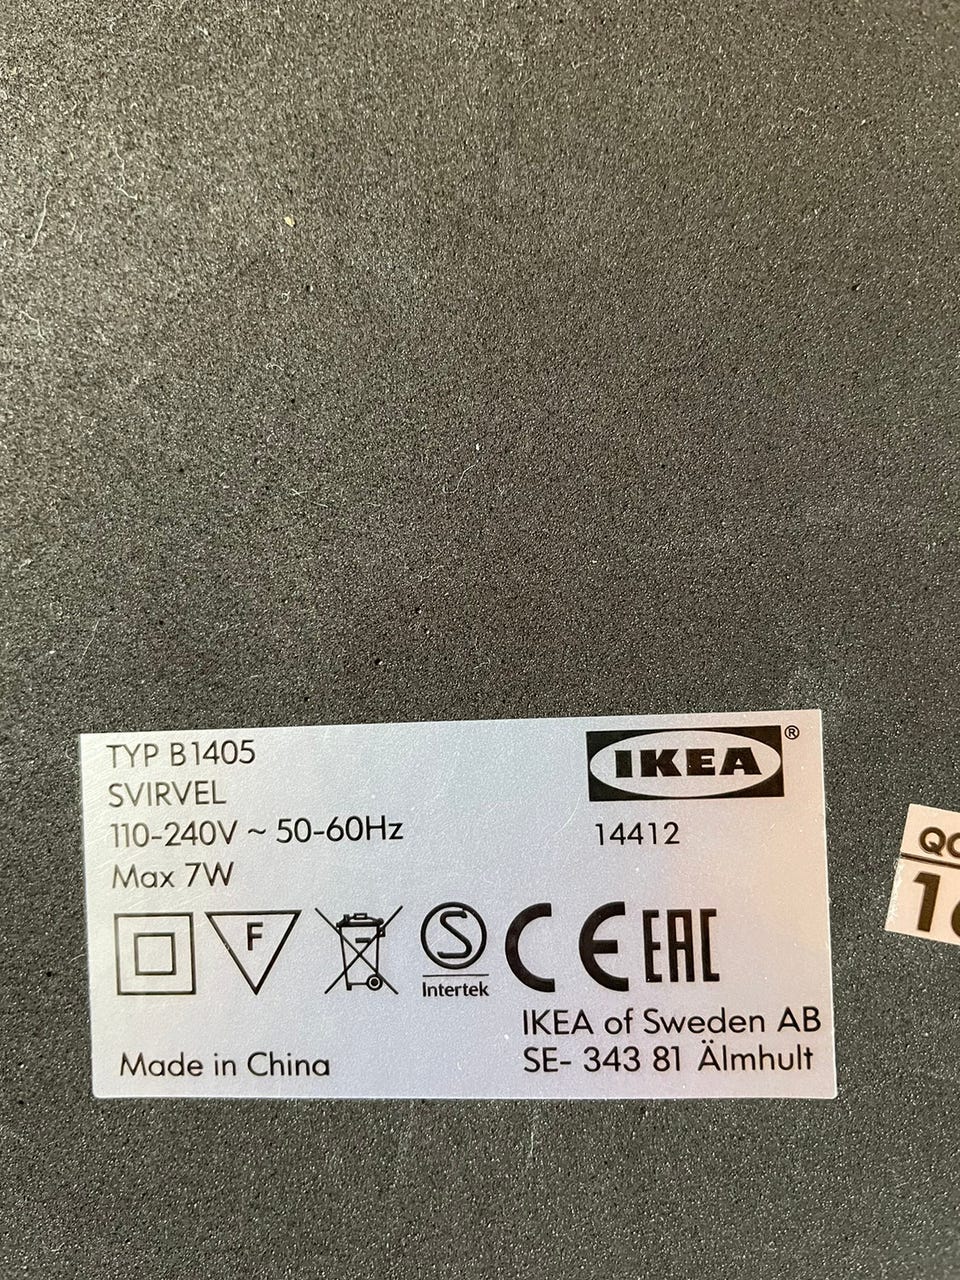 TYP B1405
SVIRVEL
110-240V ~ 50-60Hz
Max 7W
IKEA®
14412
F
S
Intertek
CE EAC
IKEA of Sweden AB
SE- 343 81 Älmhult
Made in China